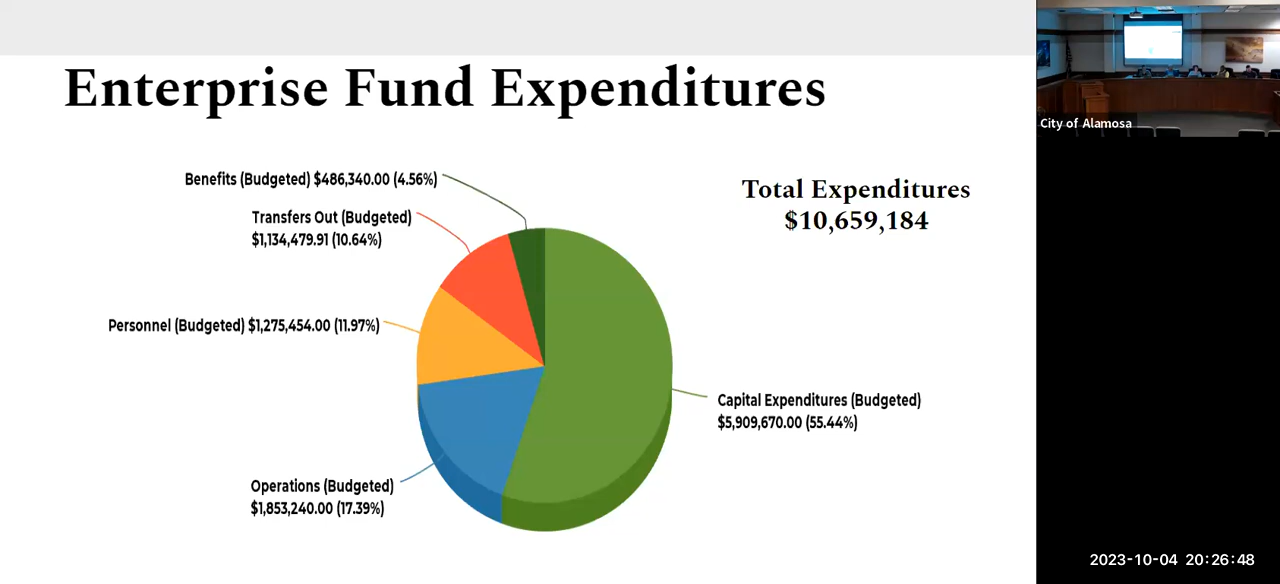 Enterprise Fund Expenditures
City of Alamosa
Benefits (Budgeted) $486,340.00 (4.56%)
Total Expenditures
$10,659,184
Transfers Out (Budgeted)
$1,134,479.91 (10.64%)
Personnel (Budgeted) $1,275,454.00 (11.97%)
Capital Expenditures (Budgeted)
$5,909,670.00 (55.44%)
Operations (Budgeted)
$1,853,240.00 (17.39%)
2023-10-04 20:26:48